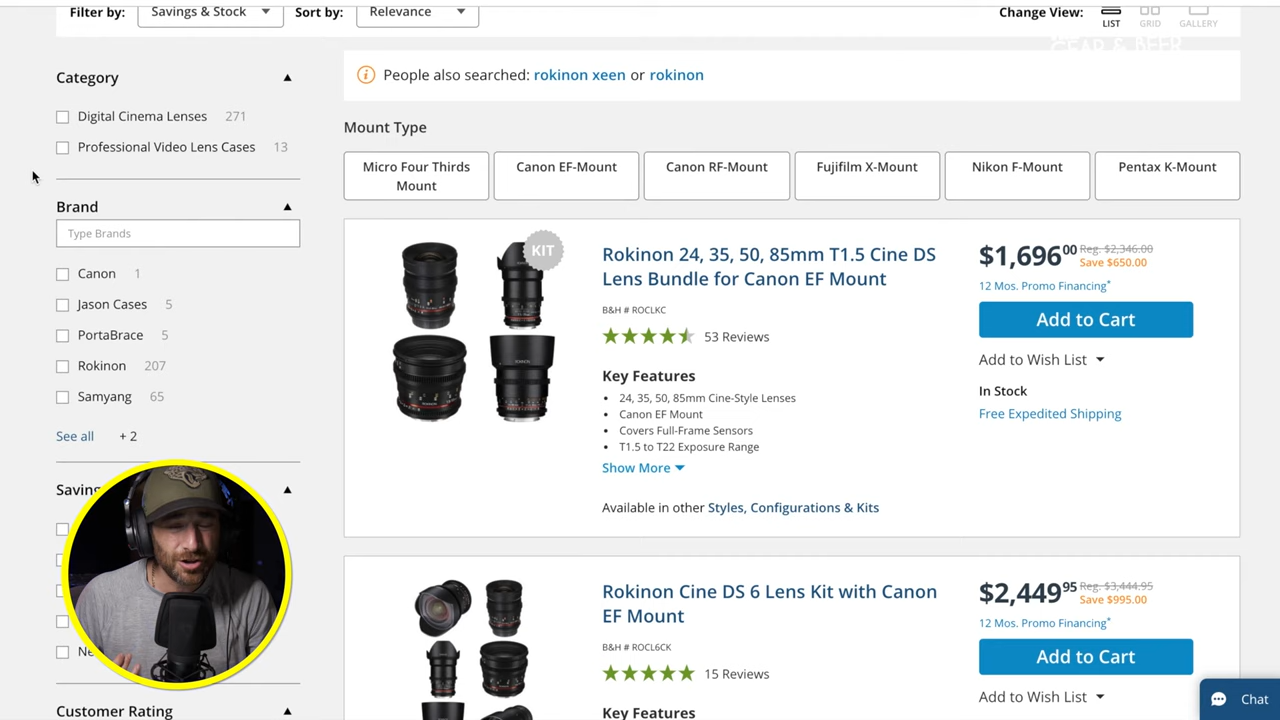 Filter by:
Savings & Stock
Sort by:
Relevance
Change View:
LIST
GRID
GALLERY
GEAR & BEER
Category
Digital Cinema Lenses 271
Professional Video Lens Cases 13
Brand
Type Brands
Canon 1
Jason Cases 5
PortaBrace 5
Rokinon 207
Samyang 65
See all + 2
Customer Rating
People also searched: rokinon xeen or rokinon
Mount Type
Micro Four Thirds
Mount
Canon EF-Mount
Canon RF-Mount
Fujifilm X-Mount
Nikon F-Mount
Pentax K-Mount
KIT
Rokinon 24, 35, 50, 85mm T1.5 Cine DS
Lens Bundle for Canon EF Mount
B&H # ROCLKC
53 Reviews
Key Features
24, 35, 50, 85mm Cine-Style Lenses
Canon EF Mount
Covers Full-Frame Sensors
T1.5 to T22 Exposure Range
Show More
Available in other Styles, Configurations & Kits
$1,696.00 Reg. $2,346.00
Save $650.00
12 Mos. Promo Financing*
Add to Cart
Add to Wish List
In Stock
Free Expedited Shipping
Rokinon Cine DS 6 Lens Kit with Canon
EF Mount
B&H # ROCL6CK
15 Reviews
Key Features
$2,449.95 Reg. $3,444.95
Save $995.00
12 Mos. Promo Financing*
Add to Cart
Add to Wish List
Chat